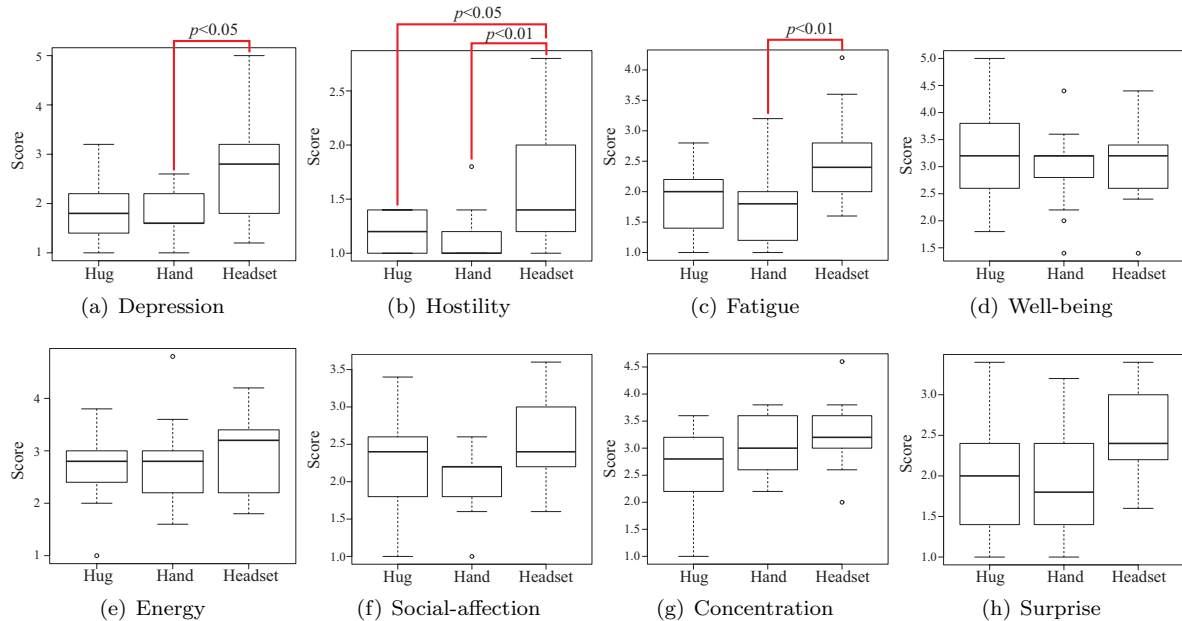 p<0.05
p<0.01
p<0.05
p<0.01
Score
5
4
3
2
1
Hug Hand Headset
(a) Depression
Score
2.5
2.0
1.5
1.0
Hug Hand Headset
(b) Hostility
Score
4.0
3.5
3.0
2.5
2.0
1.5
1.0
Hug Hand Headset
(c) Fatigue
Score
5.0
4.5
4.0
3.5
3.0
2.5
2.0
1.5
Hug Hand Headset
(d) Well-being
Score
4
3
2
1
Hug Hand Headset
(e) Energy
Score
3.5
3.0
2.5
2.0
1.5
1.0
Hug Hand Headset
(f) Social-affection
Score
4.5
4.0
3.5
3.0
2.5
2.0
1.5
1.0
Hug Hand Headset
(g) Concentration
Score
3.0
2.5
2.0
1.5
1.0
Hug Hand Headset
(h) Surprise